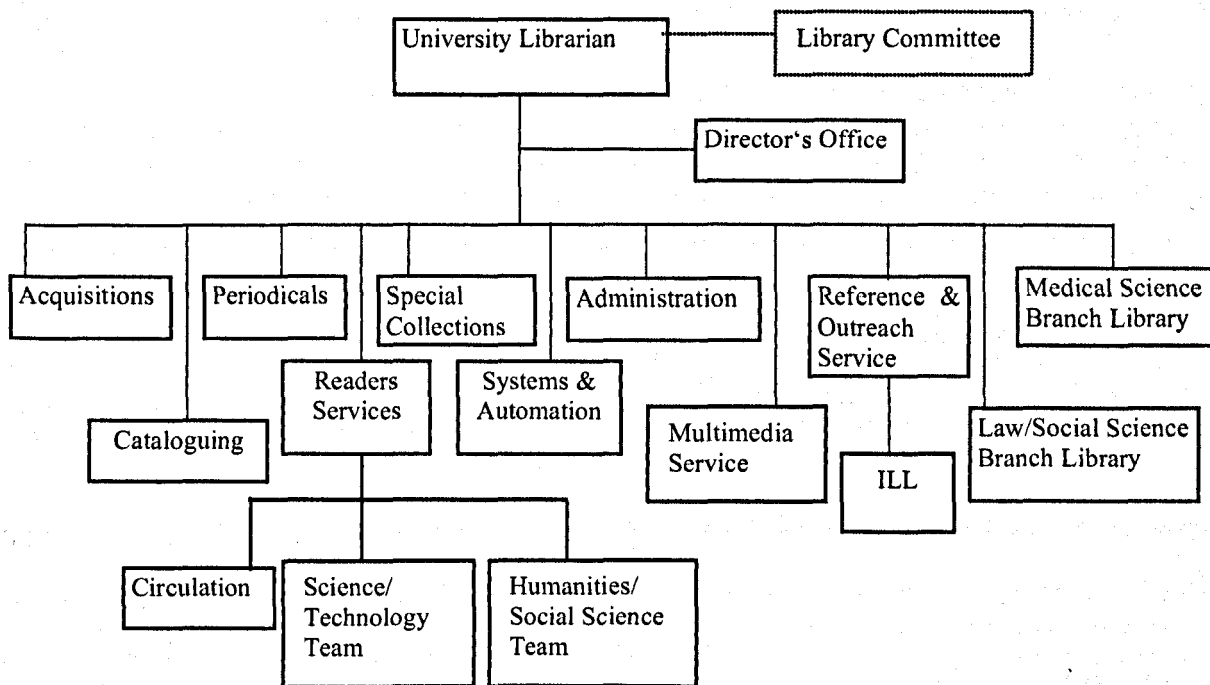 University Librarian
Library Committee
Director‘s Office
Acquisitions
Periodicals
Special
Collections
Administration
Reference &
Outreach
Service
Medical Science
Branch Library
Readers
Services
Systems &
Automation
Cataloguing
Multimedia
Service
Law/Social Science
Branch Library
ILL
Circulation
Science/
Technology
Team
Humanities/
Social Science
Team